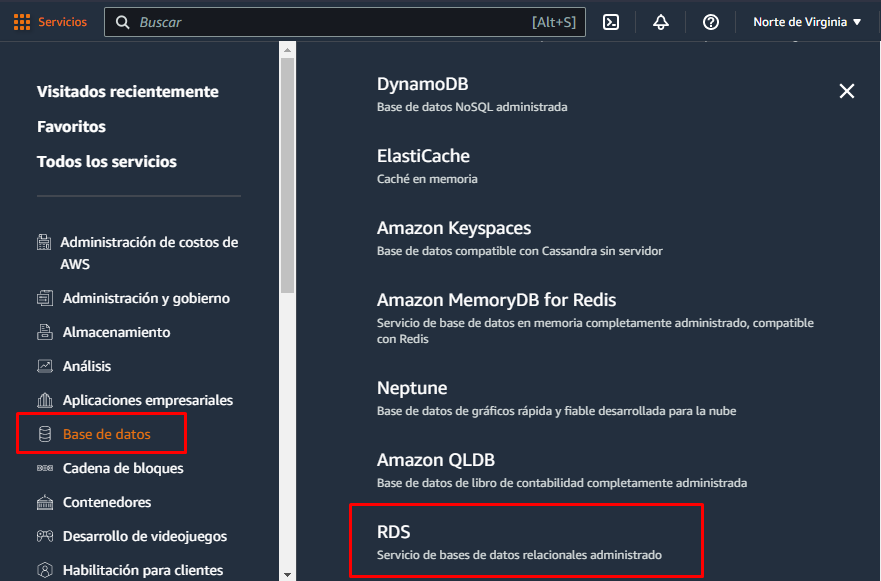 Servicios
Buscar
[Alt+S]
Norte de Virginia
Visitados recientemente
Favoritos
Todos los servicios
Administración de costos de
AWS
Administración y gobierno
Almacenamiento
Análisis
Aplicaciones empresariales
Base de datos
Cadena de bloques
Contenedores
Desarrollo de videojuegos
Habilitación para clientes
DynamoDB
Base de datos NoSQL administrada
ElastiCache
Caché en memoria
Amazon Keyspaces
Base de datos compatible con Cassandra sin servidor
Amazon MemoryDB for Redis
Servicio de base de datos en memoria completamente administrado, compatible
con Redis
Neptune
Base de datos de gráficos rápida y fiable desarrollada para la nube
Amazon QLDB
Base de datos de libro de contabilidad completamente administrada
RDS
Servicio de bases de datos relacionales administrado